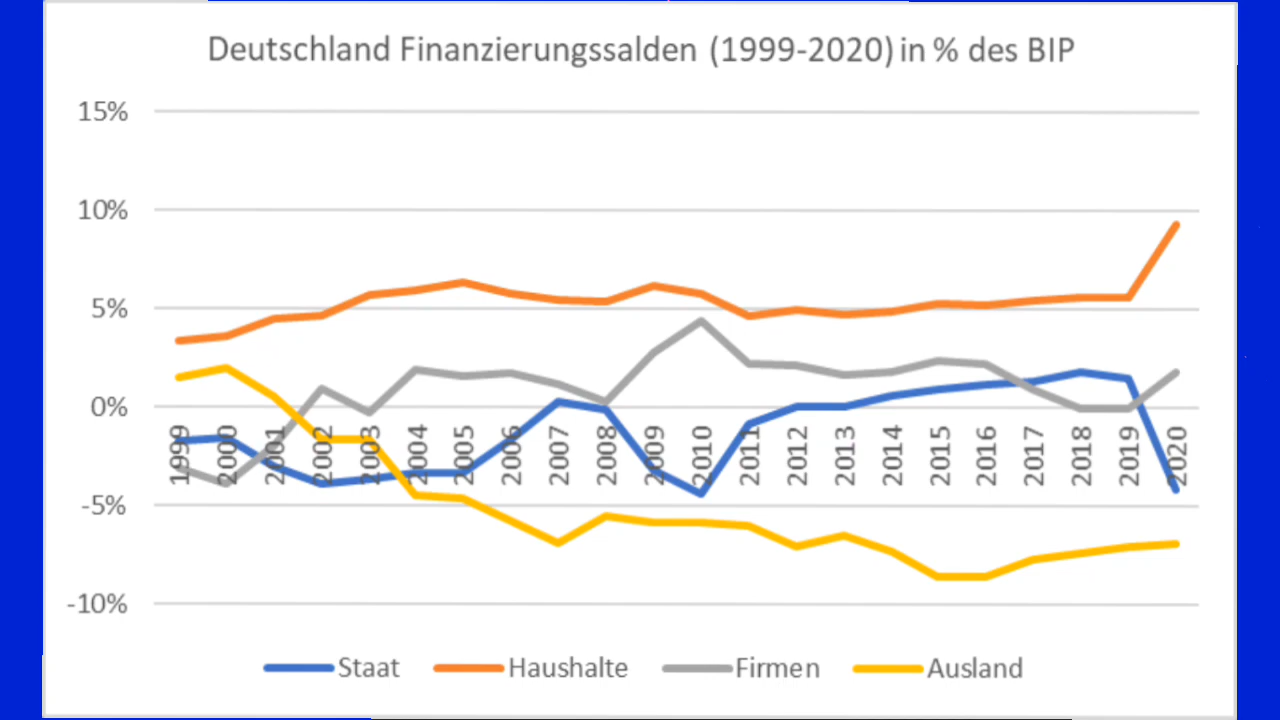 Deutschland Finanzierungssalden (1999-2020) in % des BIP
15%
10%
5%
0%
1999 2000 2001 2002 2003 2004 2005 2006 2007 2008 2009 2010 2011 2012 2013 2014 2015 2016 2017 2018 2019 2020
-5%
-10%
Staat Haushalte Firmen Ausland